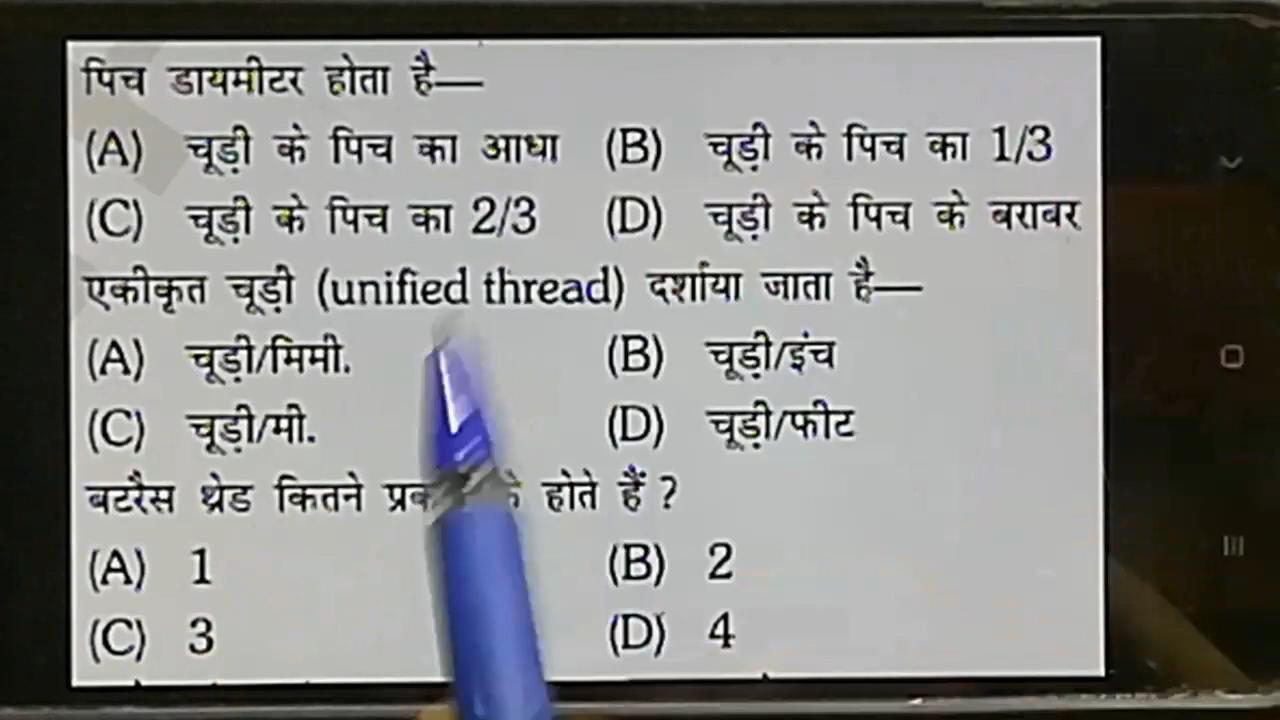 पिच डायमीटर होता है—
(A) चूड़ी के पिच का आधा (B) चूड़ी के पिच का 1/3
(C) चूड़ी के पिच का 2/3 (D) चूड़ी के पिच के बराबर
एकीकृत चूड़ी (unified thread) दर्शाया जाता है—
(A) चूड़ी/मिमी. (B) चूड़ी/इंच
(C) चूड़ी/मी. (D) चूड़ी/फीट
बटरैस थ्रेड कितने होते हैं ?
(A) 1 (B) 2
(C) 3 (D) 4